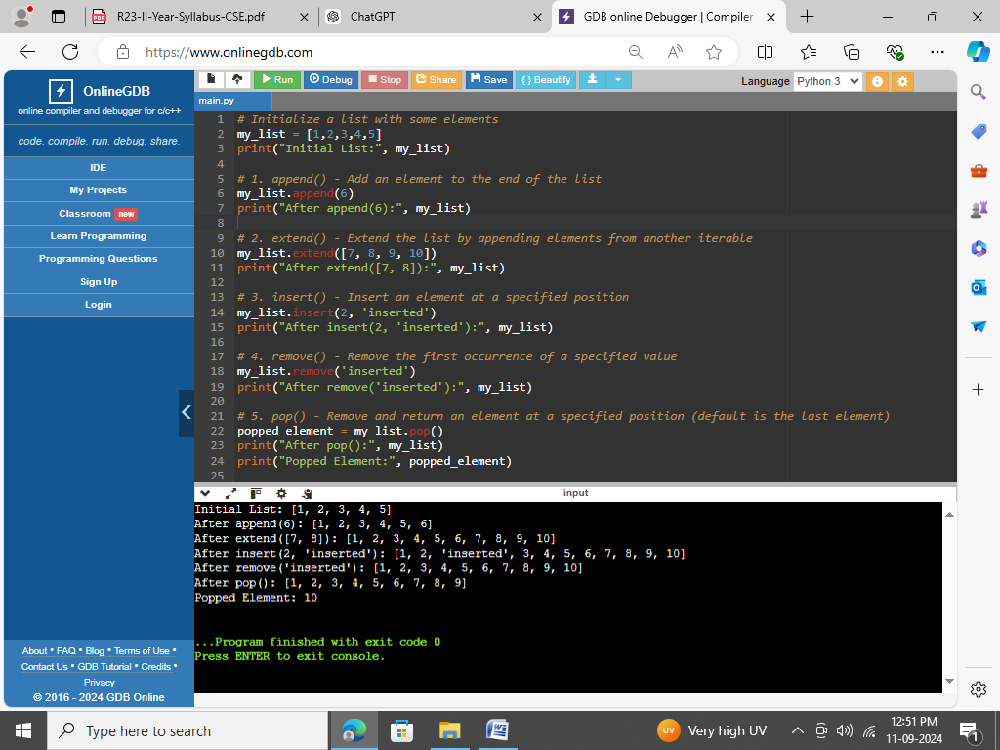 R23-II-Year-Syllabus-CSE.pdf
ChatGPT
GDB online Debugger | Compiler
https://www.onlinegdb.com
OnlineGDB
online compiler and debugger for c/c++
code. compile. run. debug. share.
IDE
My Projects
Classroom new
Learn Programming
Programming Questions
Sign Up
Login
About • FAQ • Blog • Terms of Use •
Contact Us • GDB Tutorial • Credits •
Privacy
© 2016 - 2024 GDB Online
Run Debug Stop Share Save { } Beautify Language Python 3
main.py
1 # Initialize a list with some elements
2 my_list = [1,2,3,4,5]
3 print("Initial List:", my_list)
4
5 # 1. append() - Add an element to the end of the list
6 my_list.append(6)
7 print("After append(6):", my_list)
8
9 # 2. extend() - Extend the list by appending elements from another iterable
10 my_list.extend([7, 8, 9, 10])
11 print("After extend([7, 8]):", my_list)
12
13 # 3. insert() - Insert an element at a specified position
14 my_list.insert(2, 'inserted')
15 print("After insert(2, 'inserted'):", my_list)
16
17 # 4. remove() - Remove the first occurrence of a specified value
18 my_list.remove('inserted')
19 print("After remove('inserted'):", my_list)
20
21 # 5. pop() - Remove and return an element at a specified position (default is the last element)
22 popped_element = my_list.pop()
23 print("After pop():", my_list)
24 print("Popped Element:", popped_element)
25
input
Initial List: [1, 2, 3, 4, 5]
After append(6): [1, 2, 3, 4, 5, 6]
After extend([7, 8]): [1, 2, 3, 4, 5, 6, 7, 8, 9, 10]
After insert(2, 'inserted'): [1, 2, 'inserted', 3, 4, 5, 6, 7, 8, 9, 10]
After remove('inserted'): [1, 2, 3, 4, 5, 6, 7, 8, 9, 10]
After pop(): [1, 2, 3, 4, 5, 6, 7, 8, 9]
Popped Element: 10
...Program finished with exit code 0
Press ENTER to exit console.
Type here to search
UV Very high UV
12:51 PM
11-09-2024
1